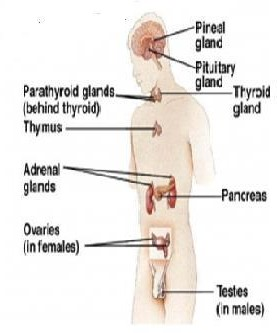 Pineal
gland
Pituitary
gland
Parathyroid glands
(behind thyroid)
Thyroid
gland
Thymus
Adrenal
glands
Pancreas
Ovaries
(in females)
Testes
(in males)